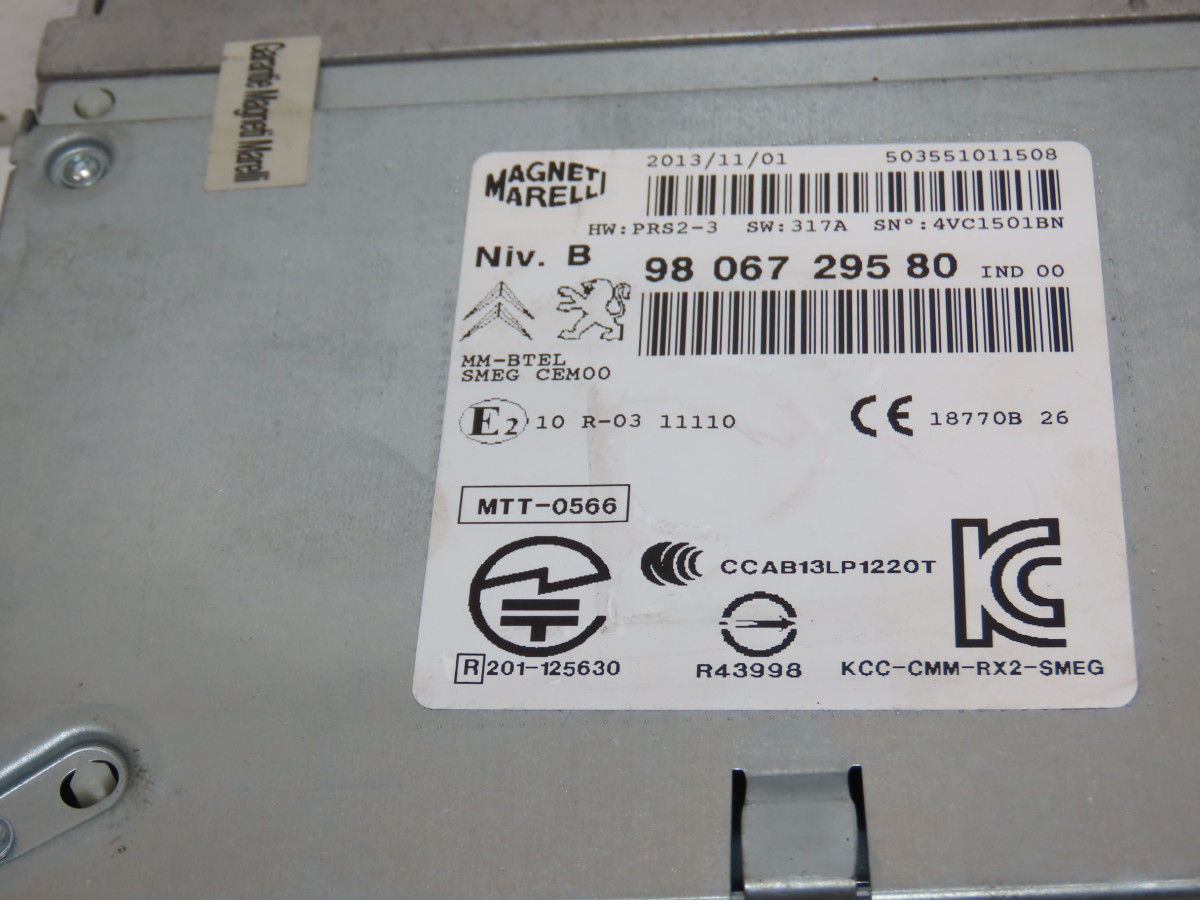 Garantie Magneti Marelli
MAGNETI
MARELLI
2013/11/01 503551011508
HW:PRS2-3 SW:317A SN°:4VC1501BN
Niv. B 98 067 295 80 IND 00
MM-BTEL
SMEG CEM00
E2 10 R-03 11110 CE 18770B 26
MTT-0566
CCAB13LP1220T KC
R 201-125630 R43998 KCC-CMM-RX2-SMEG